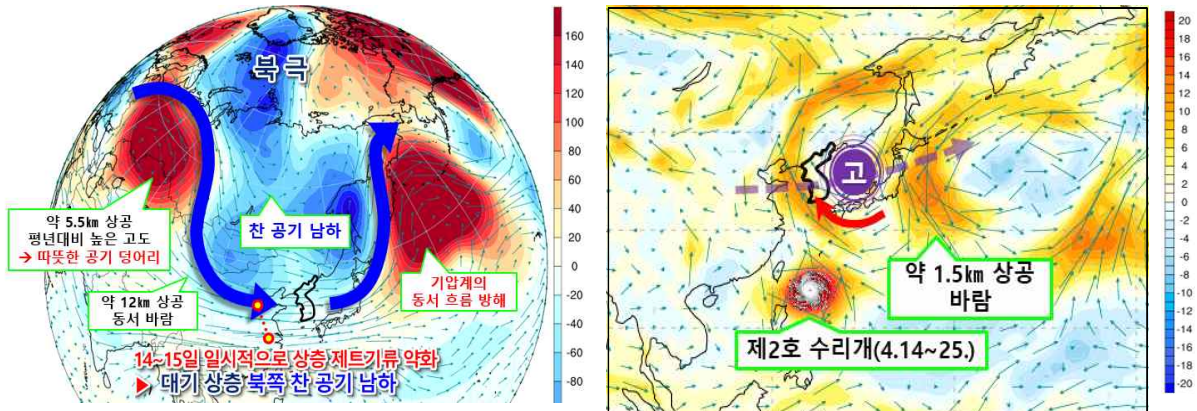 북극
약 5.5㎞ 상공
평년대비 높은 고도
→ 따뜻한 공기 덩어리
찬 공기 남하
기압계의
동서 흐름 방해
약 12㎞ 상공
동서 바람
14~15일 일시적으로 상층 제트기류 약화
▶ 대기 상층 북쪽 찬 공기 남하
160
140
120
100
80
60
40
20
0
-20
-40
-60
-80
고
약 1.5㎞ 상공
바람
제2호 수리개(4.14~25.)
20
18
16
14
12
10
8
6
4
2
0
-2
-4
-6
-8
-10
-12
-14
-16
-18
-20